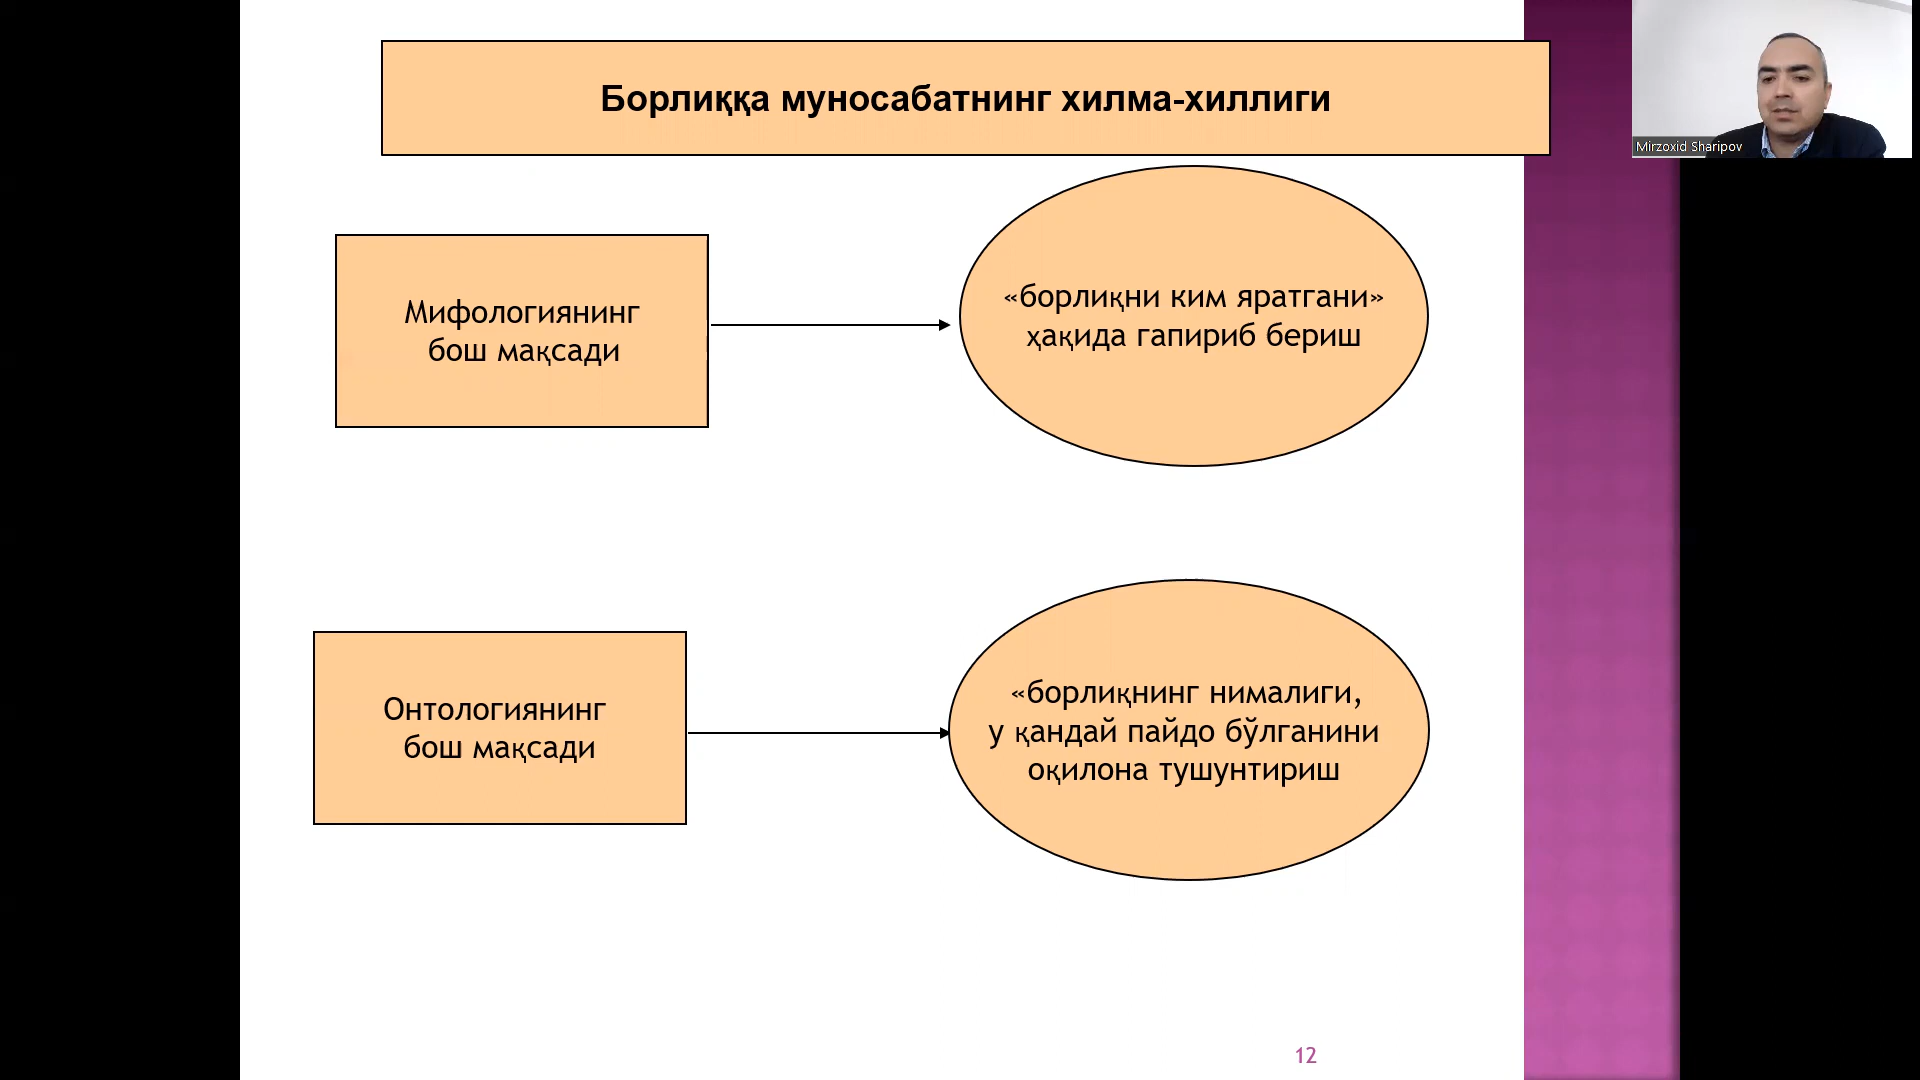 Борлиққа муносабатнинг хилма-хиллиги
Mirzoxid Sharipov
Мифологиянинг
бош мақсади
«борлиқни ким яратгани»
ҳақида гапириб бериш
Онтологиянинг
бош мақсади
«борлиқнинг нималиги,
у қандай пайдо бўлганини
оқилона тушунтириш
12